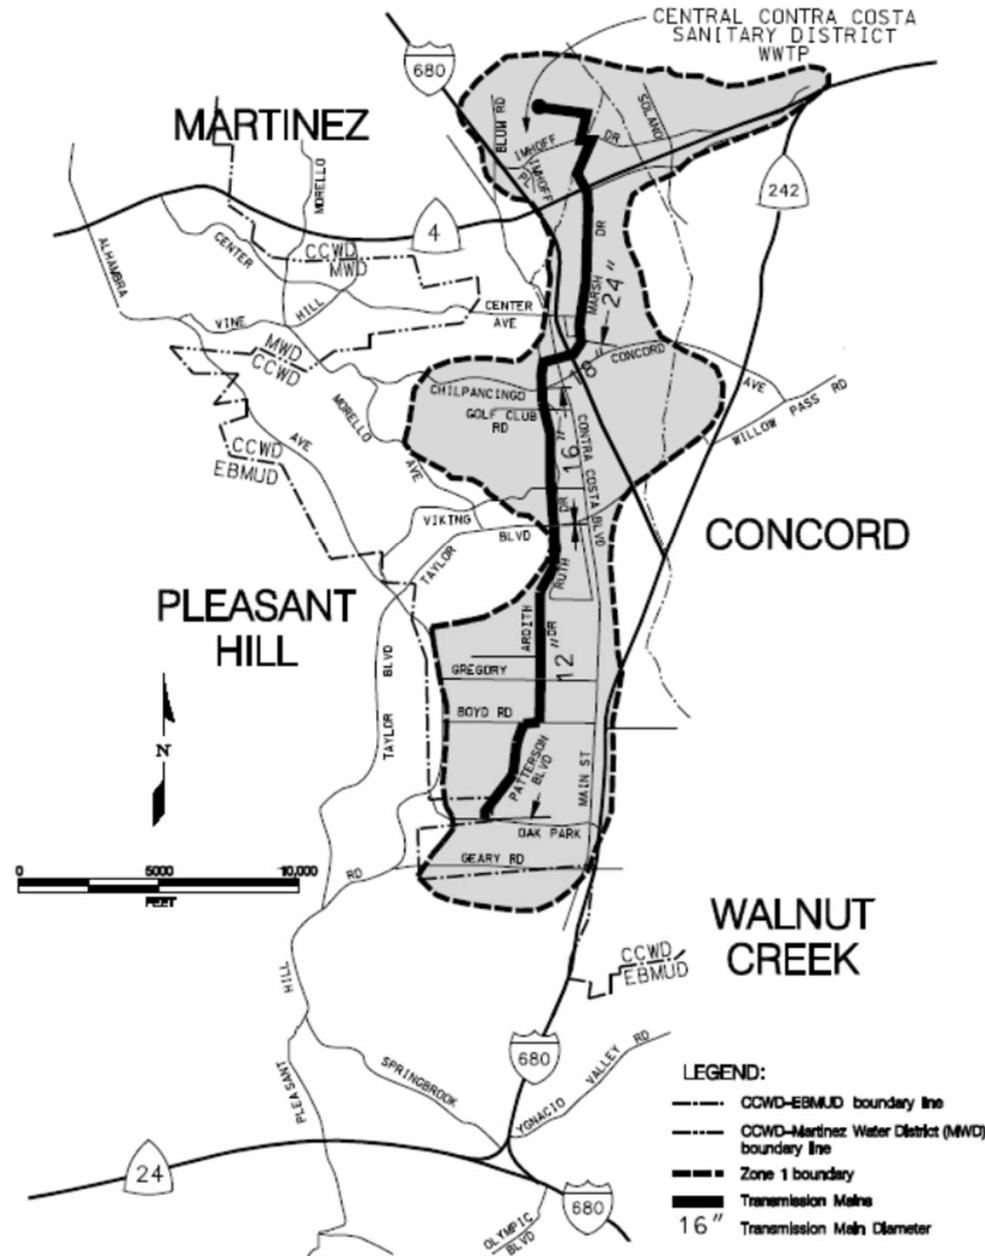 CENTRAL CONTRA COSTA
SANITARY DISTRICT
WWTP
680
BLUM RD
SOLANO
IMHOFF
DR
IMHOFF
PL
MARTINEZ
MORELLO
242
4
DR
ALHAMBRA
CENTER
CCWD
MWD
MARSH
24"
HILL
CENTER
AVE
VINE
MWD
CCWD
18"
CONCORD
AVE
CHILPANCINGO
WILLOW PASS RD
MORELLO
GOLF CLUB
RD
CONTRA COSTA BLVD
16"
AVE
CCWD
EBMUD
AVE
DR
VIKING
BLVD
TAYLOR
CONCORD
RUTH
PLEASANT
HILL
ARDITH
DR
12"
BLVD
GREGORY
BOYD RD
TAYLOR
N
PATTERSON
BLVD
MAIN ST
OAK PARK
GEARY RD
RD
0 5000 10,000
FEET
WALNUT
CREEK
CCWD
EBMUD
HILL
680
VALLEY RD
SPRINGBROOK
YGNACIO
PLEASANT
24
680
OLYMPIC
BLVD
LEGEND:
CCWD-EBMUD boundary line
CCWD-Martinez Water District (MWD)
boundary line
Zone 1 boundary
Transmission Mains
16" Transmission Main Diameter